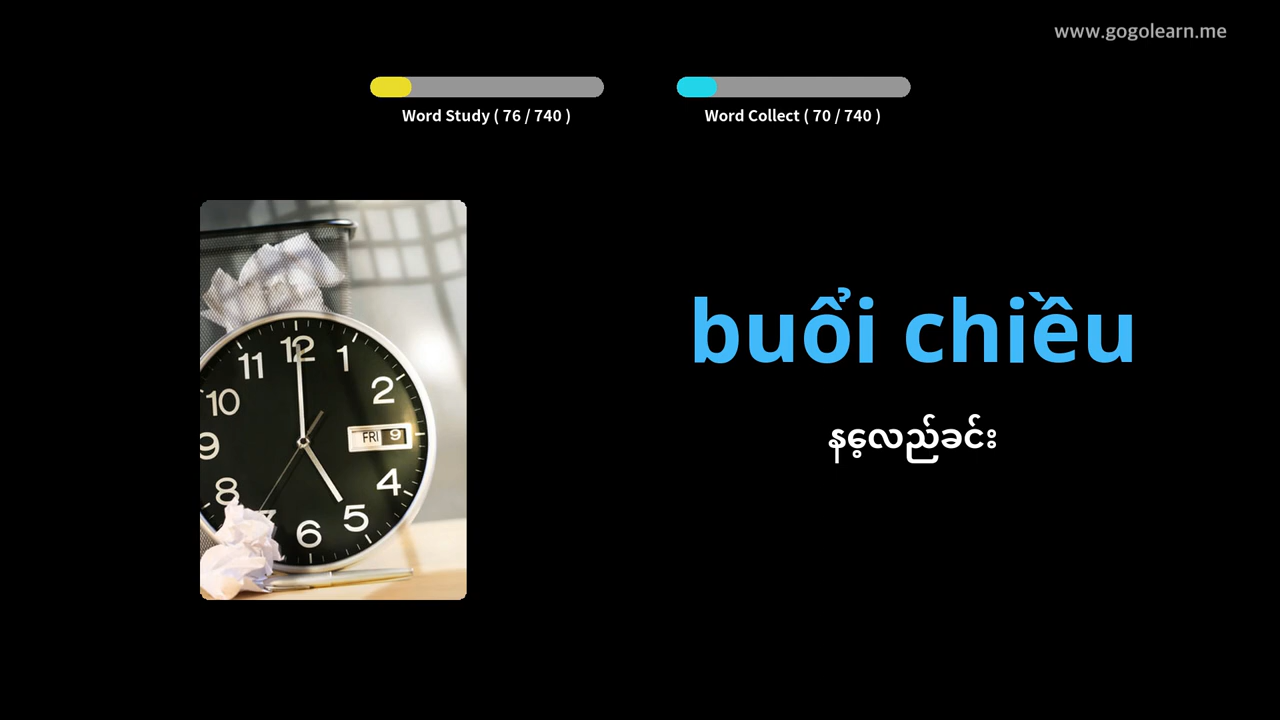 www.gogolearn.me
Word Study ( 76 / 740 )
Word Collect ( 70 / 740 )
12
11
1
10
2
9
FRI 9
8
4
7
5
6
buổi chiều
နေ့လည်ခင်း